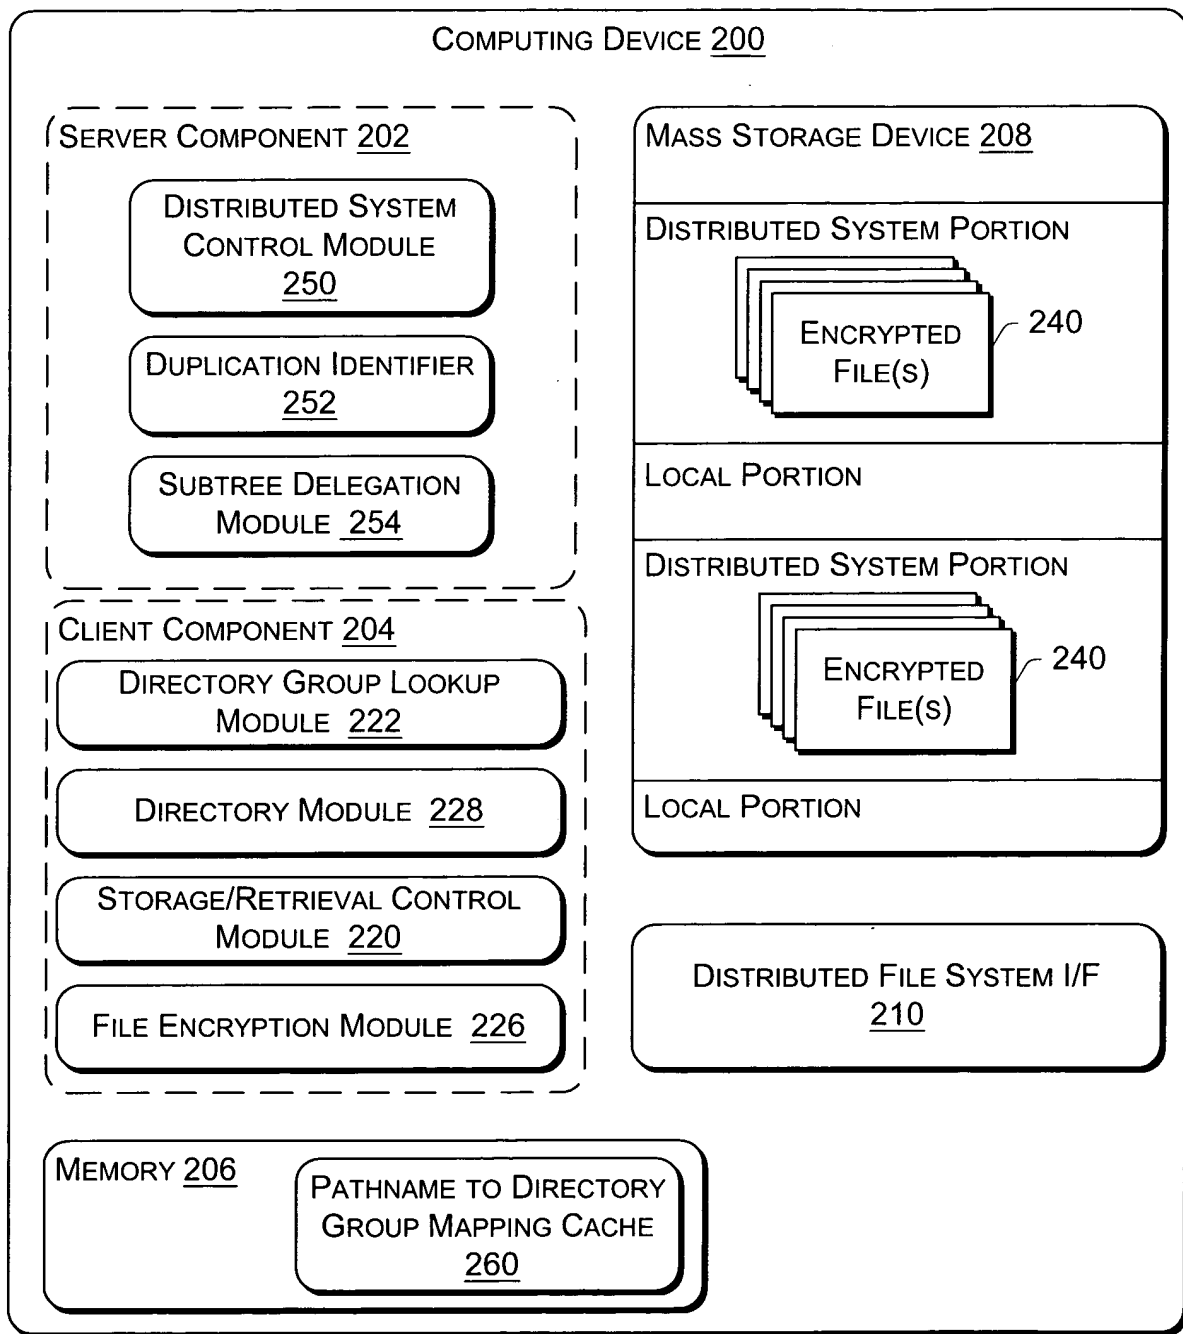 COMPUTING DEVICE 200
SERVER COMPONENT 202
DISTRIBUTED SYSTEM
CONTROL MODULE
250
DUPLICATION IDENTIFIER
252
SUBTREE DELEGATION
MODULE 254
CLIENT COMPONENT 204
DIRECTORY GROUP LOOKUP
MODULE 222
DIRECTORY MODULE 228
STORAGE/RETRIEVAL CONTROL
MODULE 220
FILE ENCRYPTION MODULE 226
MEMORY 206
PATHNAME TO DIRECTORY
GROUP MAPPING CACHE
260
MASS STORAGE DEVICE 208
DISTRIBUTED SYSTEM PORTION
ENCRYPTED
FILE(S)
240
LOCAL PORTION
DISTRIBUTED SYSTEM PORTION
ENCRYPTED
FILE(S)
240
LOCAL PORTION
DISTRIBUTED FILE SYSTEM I/F
210